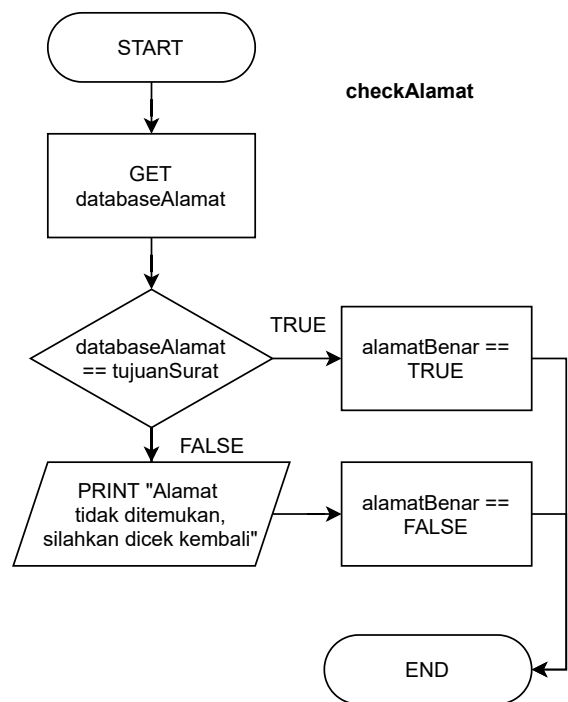 START
checkAlamat
GET
databaseAlamat
TRUE
databaseAlamat
== tujuanSurat
alamatBenar ==
TRUE
FALSE
PRINT "Alamat
tidak ditemukan,
silahkan dicek kembali"
alamatBenar ==
FALSE
END